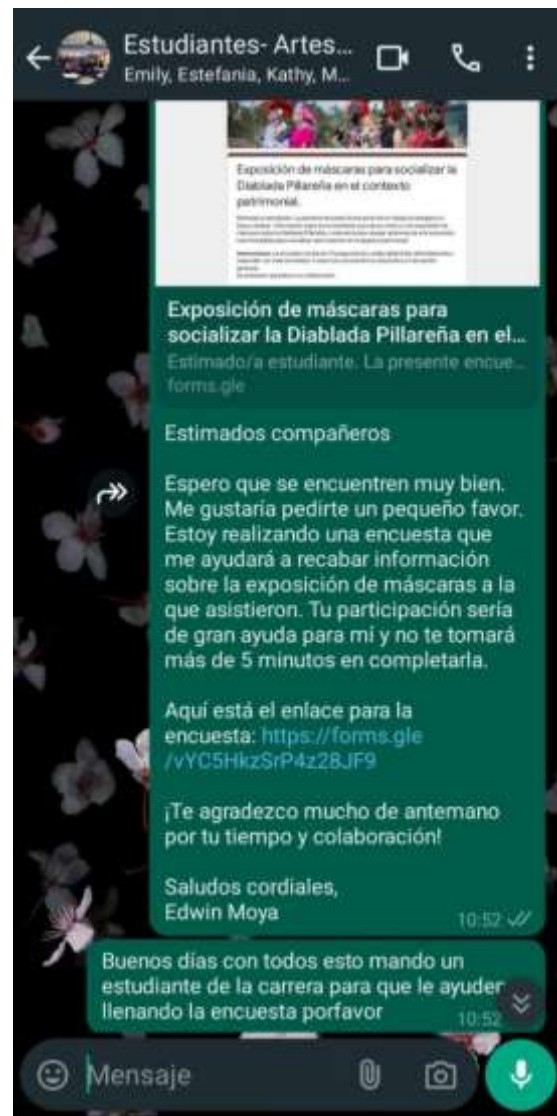 Estudiantes- Artes...
Emily, Estefania, Kathy, M...
Exposición de máscaras para socializar la
Diablada Pillareña en el contexto
patrimonial.
Exposición de máscaras para
socializar la Diablada Pillareña en el...
Estimado/a estudiante. La presente encue...
forms.gle
Estimados compañeros
Espero que se encuentren muy bien.
Me gustaría pedirte un pequeño favor.
Estoy realizando una encuesta que
me ayudará a recabar información
sobre la exposición de máscaras a la
que asistieron. Tu participación sería
de gran ayuda para mí y no te tomará
más de 5 minutos en completarla.
Aquí está el enlace para la
encuesta: https://forms.gle
/vYC5HkzSrP4z28JF9
¡Te agradezco mucho de antemano
por tu tiempo y colaboración!
Saludos cordiales,
Edwin Moya
10:52
Buenos días con todos esto mando un
estudiante de la carrera para que le ayuden
llenando la encuesta porfavor
10:52
Mensaje